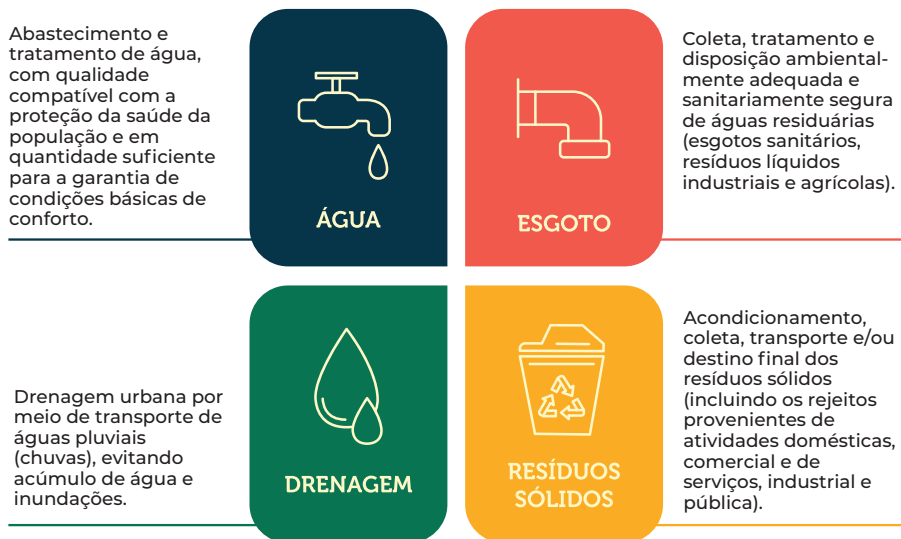 Abastecimento e
tratamento de água,
com qualidade
compatível com a
proteção da saúde da
população e em
quantidade suficiente
para a garantia de
condições básicas de
conforto.
ÁGUA
ESGOTO
Coleta, tratamento e
disposição ambiental-
mente adequada e
sanitariamente segura
de águas residuárias
(esgotos sanitários,
resíduos líquidos
industriais e agrícolas).
Drenagem urbana por
meio de transporte de
águas pluviais
(chuvas), evitando
acúmulo de água e
inundações.
DRENAGEM
RESÍDUOS
SÓLIDOS
Acondicionamento,
coleta, transporte e/ou
destino final dos
resíduos sólidos
(incluindo os rejeitos
provenientes de
atividades domésticas,
comercial e de
serviços, industrial e
pública).